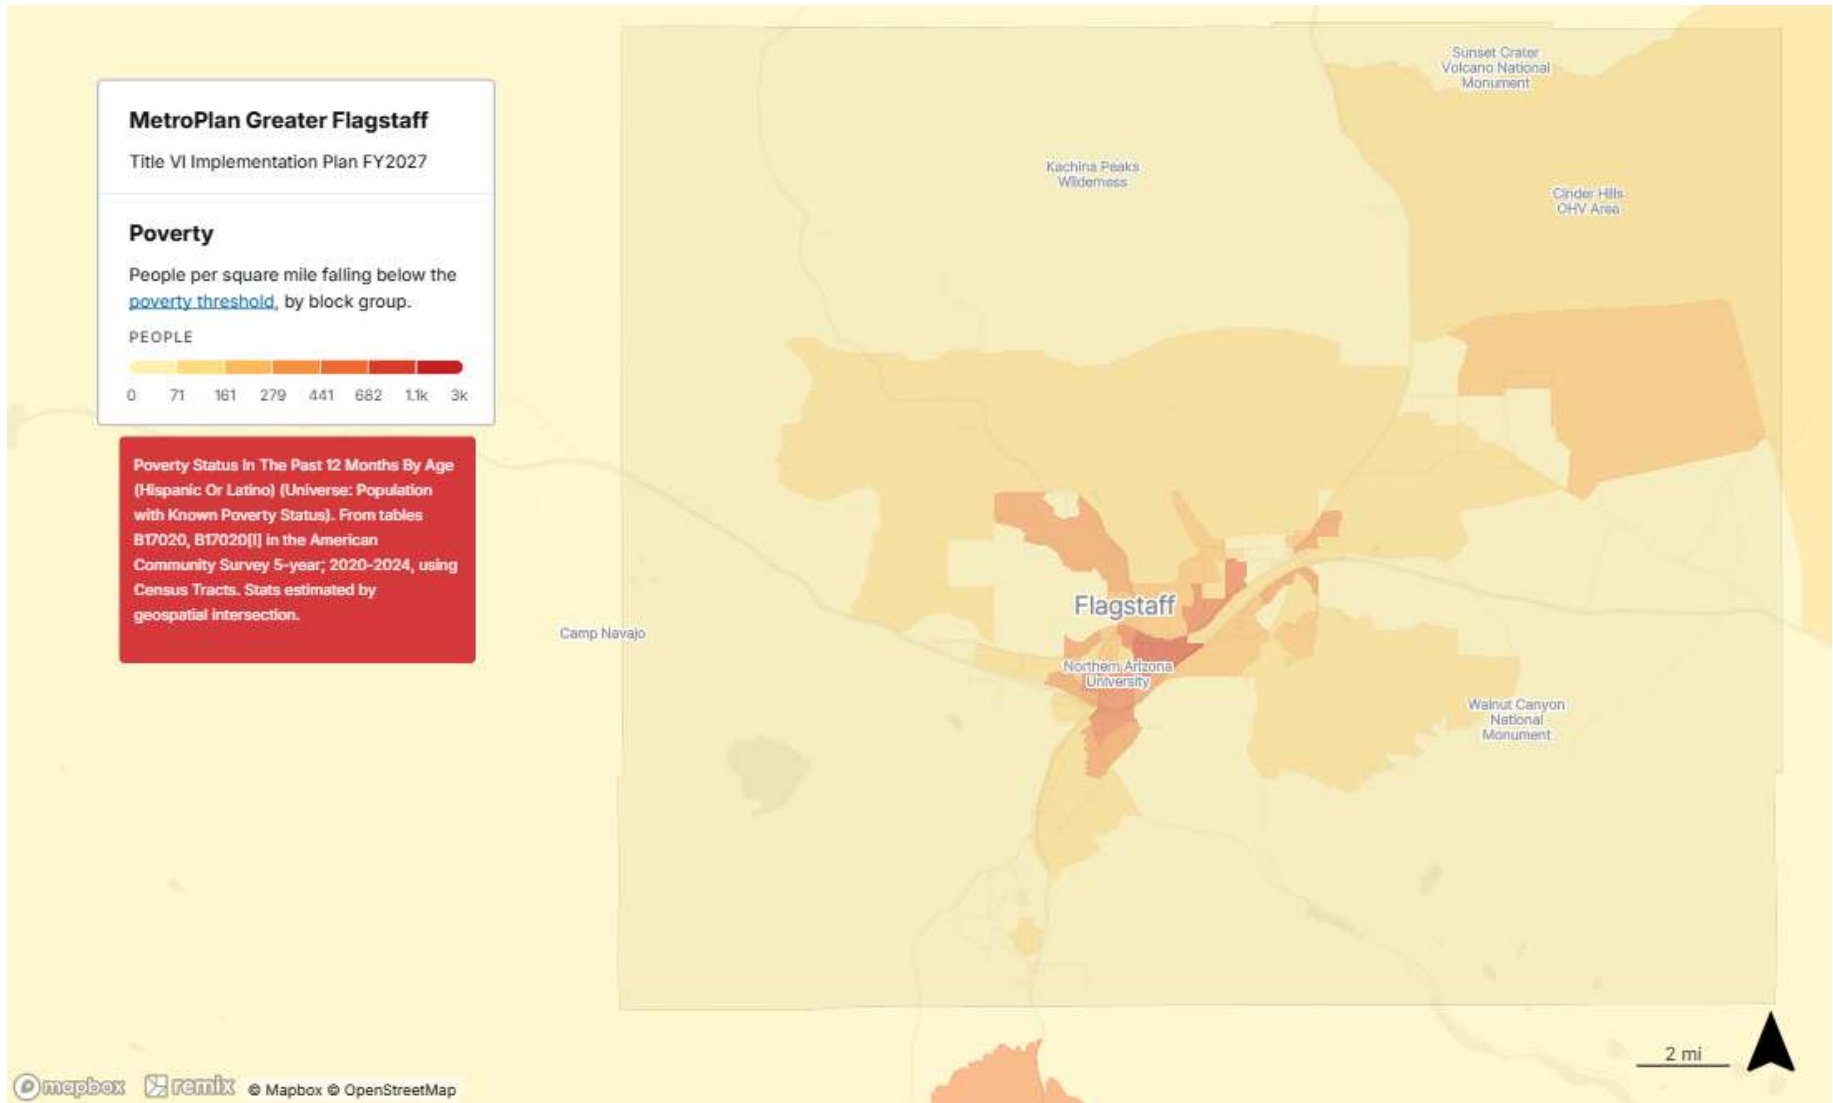 MetroPlan Greater Flagstaff
Title VI Implementation Plan FY2027
Poverty
People per square mile falling below the
poverty threshold, by block group.
PEOPLE
0 71 161 279 441 682 1.1k 3k
Poverty Status in The Past 12 Months By Age
(Hispanic Or Latino) (Universe: Population
with Known Poverty Status). From tables
B17020, B17020[I] in the American
Community Survey 5-year; 2020-2024, using
Census Tracts. Stats estimated by
geospatial intersection.
Sunset Crater
Volcano National
Monument
Kachina Peaks
Wilderness
Cinder Hills
OHV Area
Flagstaff
Camp Navajo
Northern Arizona
University
Walnut Canyon
National
Monument
2 mi
mapbox remix © Mapbox © OpenStreetMap